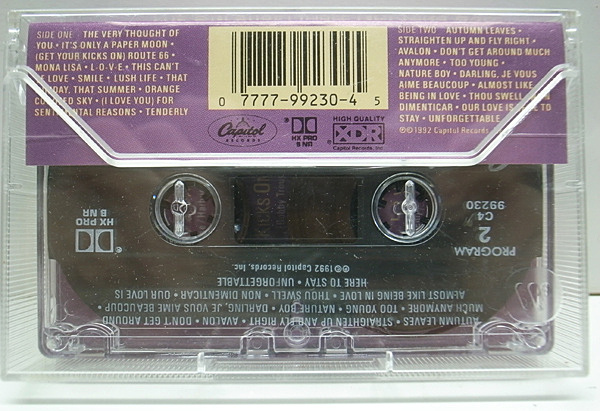 SIDE ONE THE VERY THOUGHT OF
YOU • IT'S ONLY A PAPER MOON •
(GET YOUR KICKS ON) ROUTE 66
MONA LISA • L-O-V-E • THIS CAN'T
BE LOVE • SMILE • LUSH LIFE • THAT
SUNDAY, THAT SUMMER • ORANGE
COLORED SKY • (I LOVE YOU) FOR
SENTIMENTAL REASONS • TENDERLY
0 7777-99230-4 5
Capitol
RECORDS
HX PRO
B NR
HIGH QUALITY
XDR
Capitol Records, Inc.
SIDE TWO AUTUMN LEAVES •
STRAIGHTEN UP AND FLY RIGHT •
AVALON • DON'T GET AROUND MUCH
ANYMORE • TOO YOUNG •
NATURE BOY • DARLING, JE VOUS
AIME BEAUCOUP • ALMOST LIKE
BEING IN LOVE • THOU SWELL • NON
DIMENTICAR • OUR LOVE IS HERE TO
STAY • UNFORGETTABLE
℗©1992 Capitol Records
AUTUMN LEAVES • STRAIGHTEN UP AND FLY RIGHT • AVALON • DON'T GET AROUND
MUCH ANYMORE • TOO YOUNG • NATURE BOY • DARLING, JE VOUS AIME BEAUCOUP
ALMOST LIKE BEING IN LOVE • THOU SWELL • NON DIMENTICAR • OUR LOVE IS
HERE TO STAY • UNFORGETTABLE
℗©1992 Capitol Records, Inc.
PROGRAM
2
C4
99230
HX PRO
B NR